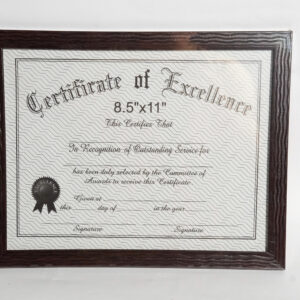 Certificate of Excellence
8.5"x11"
This Certifies That
In Recognition of Outstanding Service for
has been duly selected by the Committee of
Awards to receive this Certificate
Given at
this day of in the year
Signature Signature